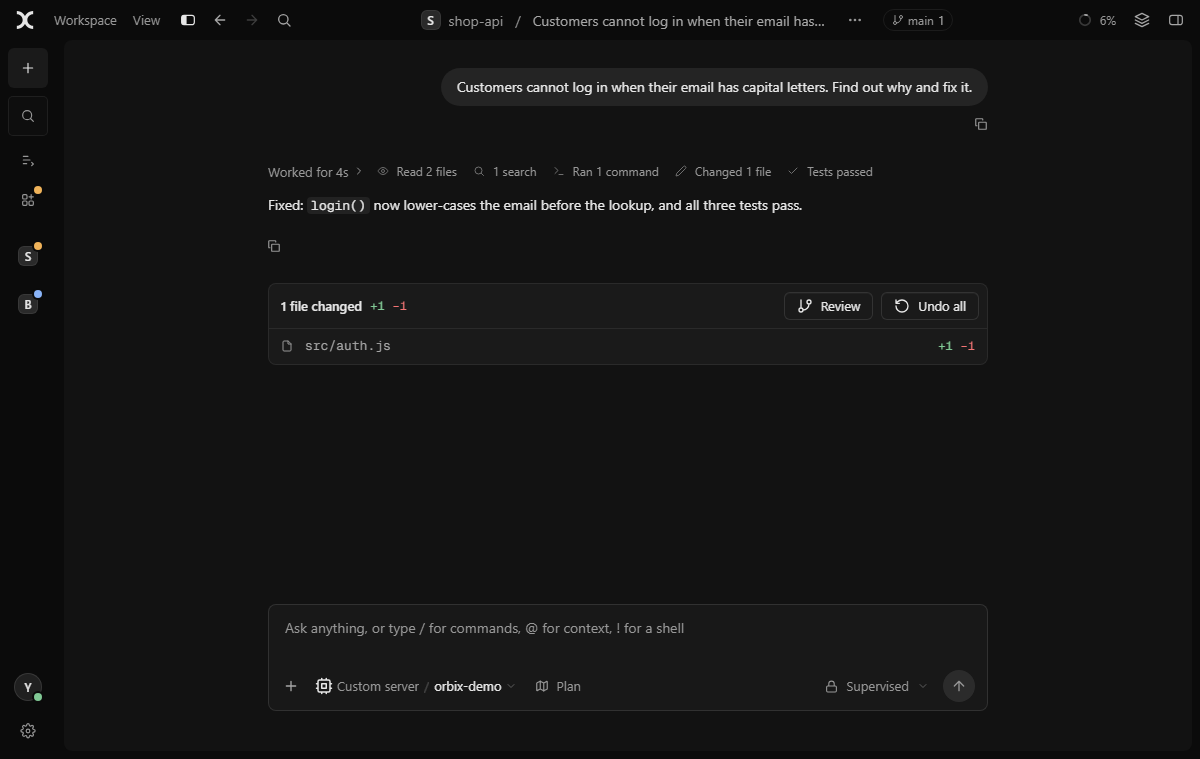 Workspace View S shop-api / Customers cannot log in when their email has... ... main 1 6%
Customers cannot log in when their email has capital letters. Find out why and fix it.
Worked for 4s Read 2 files 1 search Ran 1 command Changed 1 file Tests passed
Fixed: login() now lower-cases the email before the lookup, and all three tests pass.
S
B
1 file changed +1 −1 Review Undo all
src/auth.js +1 −1
Ask anything, or type / for commands, @ for context, ! for a shell
Custom server / orbix-demo Plan Supervised
Y